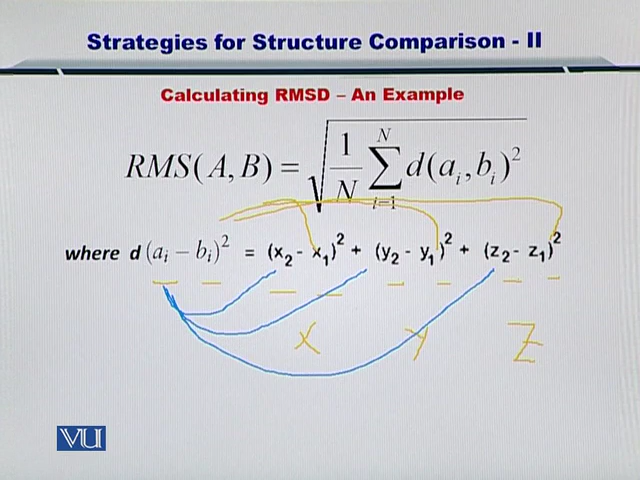 Strategies for Structure Comparison - II
Calculating RMSD – An Example
RMS(A, B) = √(1/N ∑_{i=1}^{N} d(a_i, b_i)^2)
where d (a_i − b_i)^2 = (x_2 - x_1)^2 + (y_2 - y_1)^2 + (z_2 - z_1)^2
X Y Z
VU